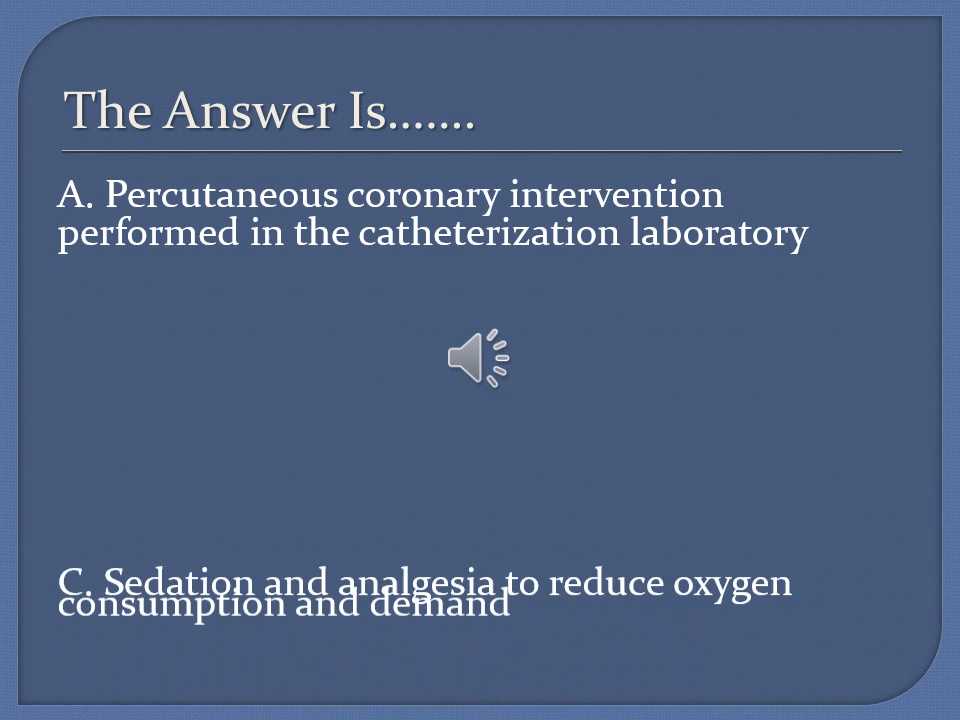 The Answer Is.......
A. Percutaneous coronary intervention
performed in the catheterization laboratory
C. Sedation and analgesia to reduce oxygen
consumption and demand